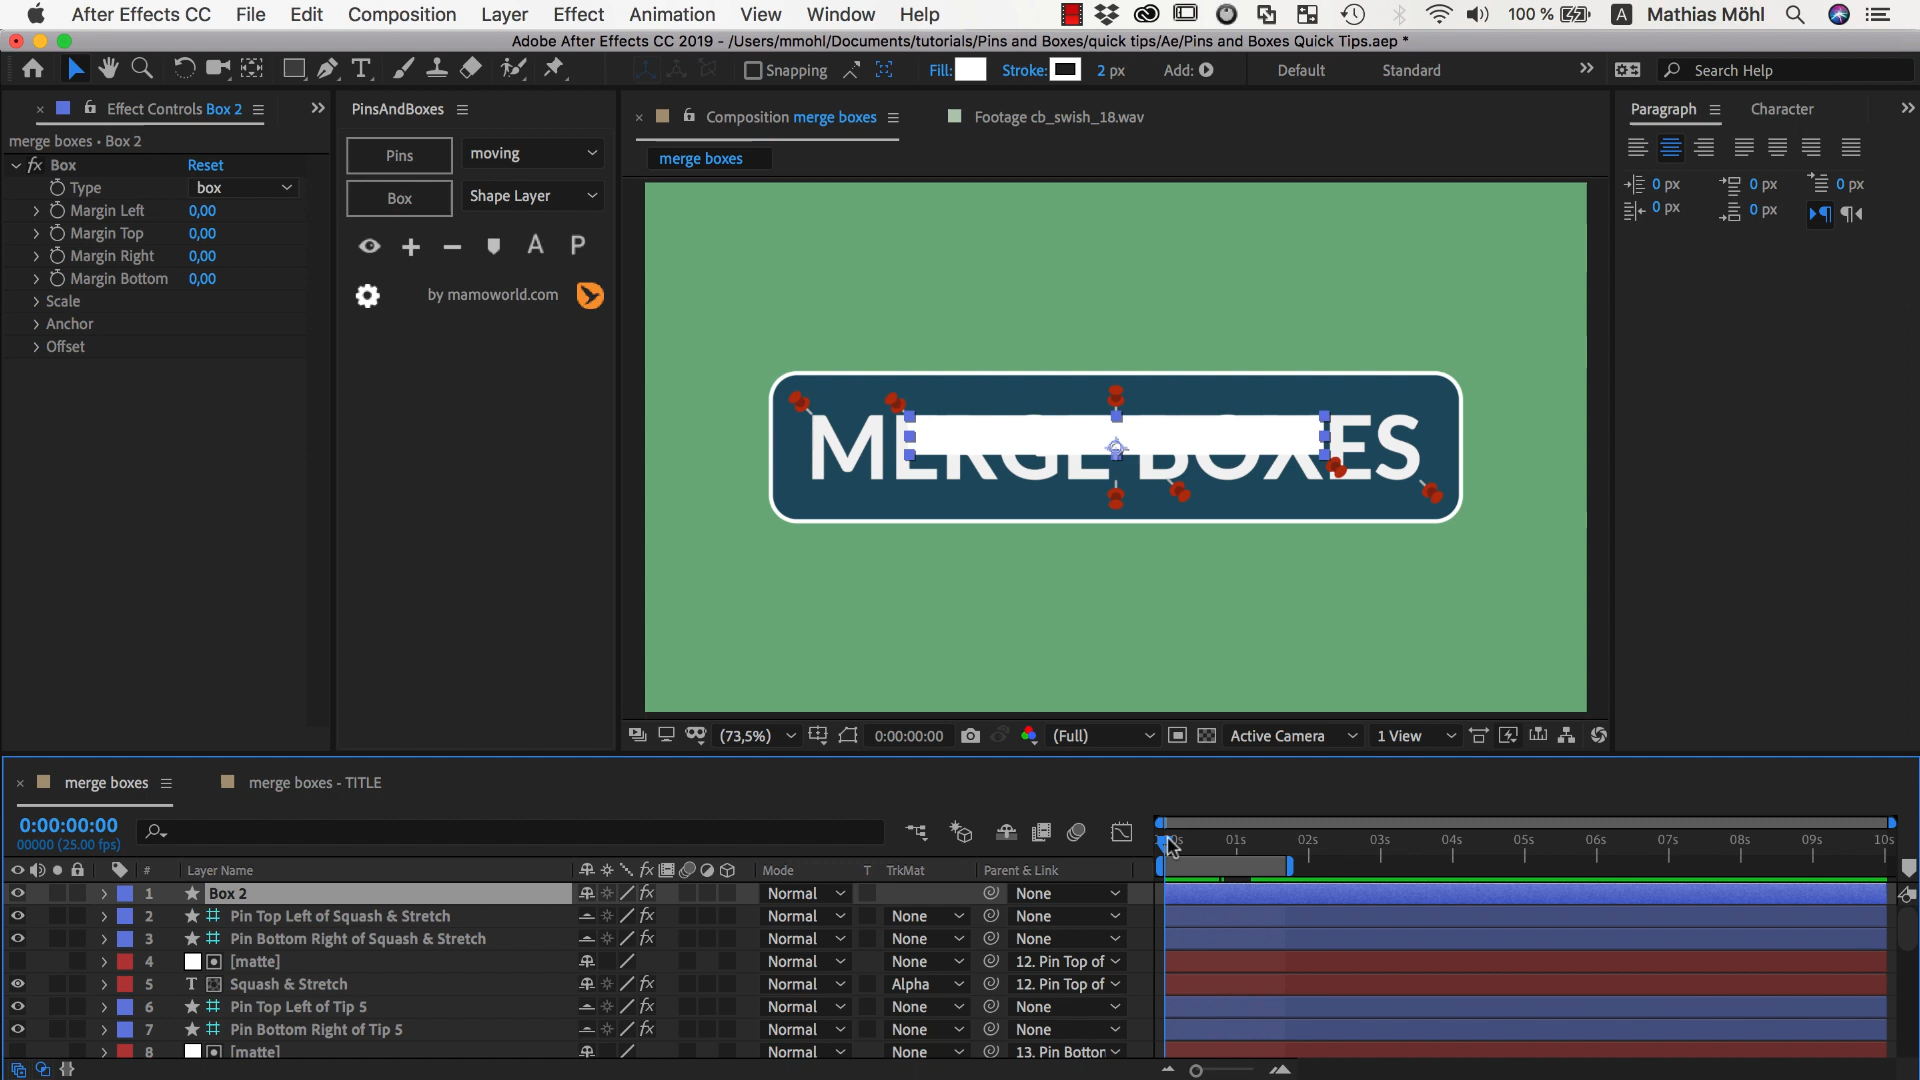 After Effects CC File Edit Composition Layer Effect Animation View Window Help 100 % A Mathias Möhl
Adobe After Effects CC 2019 - /Users/mmohl/Documents/tutorials/Pins and Boxes/quick tips/Ae/Pins and Boxes Quick Tips.aep *
Snapping Fill: Stroke: 2 px Add: Default Standard Search Help
Effect Controls Box 2
merge boxes • Box 2
fx Box Reset
Type box
Margin Left 0,00
Margin Top 0,00
Margin Right 0,00
Margin Bottom 0,00
Scale
Anchor
Offset
PinsAndBoxes
Pins moving
Box Shape Layer
A P
by mamoworld.com
Composition merge boxes Footage cb_swish_18.wav
merge boxes
MERGE BOXES
(73,5%) 0:00:00:00 (Full) Active Camera 1 View
Paragraph Character
0 px 0 px 0 px
0 px 0 px
merge boxes merge boxes - TITLE
0:00:00:00
00000 (25.00 fps)
01s 02s 03s 04s 05s 06s 07s 08s 09s 10s
# Layer Name fx Mode T TrkMat Parent & Link
1 Box 2 fx Normal None
2 Pin Top Left of Squash & Stretch fx Normal None None
3 Pin Bottom Right of Squash & Stretch fx Normal None None
4 [matte] Normal None 12. Pin Top of
5 T Squash & Stretch fx Normal Alpha 12. Pin Top of
6 Pin Top Left of Tip 5 fx Normal None None
7 Pin Bottom Right of Tip 5 fx Normal None None
8 [matte] Normal None 13. Pin Bottor